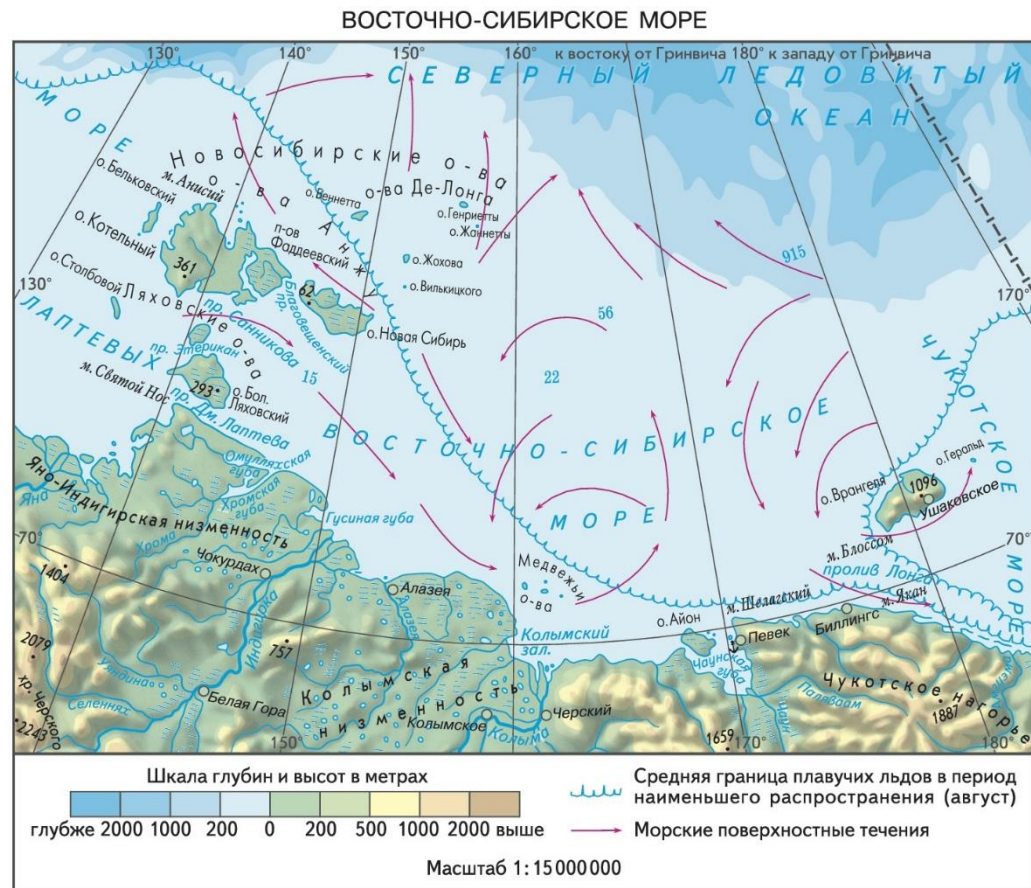 ВОСТОЧНО-СИБИРСКОЕ МОРЕ
130°
140°
150°
160°
к востоку от Гринвича
180°
к западу от Гринвича
СЕВЕРНЫЙ ЛЕДОВИТЫЙ
ОКЕАН
МОРЕ
Новосибирские о-ва
о. Бельковский
м. Анисий
о-ва Анжу
о. Беннетта
о-ва Де-Лонга
о. Генриетты
о. Жаннетты
о. Котельный
п-ов
Фаддеевский
о. Жохова
361
915
о. Столбовой
62
о. Вилькицкого
130°
170°
Ляховские о-ва
Благовещенский
пр.
пр. Санникова
о. Новая Сибирь
56
ЛАПТЕВЫХ
пр. Этерикан
15
22
ЧУКОТСКОЕ
МОРЕ
м. Святой Нос
293
о. Бол.
Ляховский
пр. Дм. Лаптева
ВОСТОЧНО-СИБИРСКОЕ
МОРЕ
о. Геральд
Омулляхская
губа
о. Врангеля
1096
Ушаковское
Яна
Яно-Индигирская низменность
Хромская
губа
Гусиная губа
70°
Хрома
м. Блоссом
70°
Чокурдах
Медвежьи
о-ва
пролив Лонга
1404
Алазея
Алазея
м. Шелагский
м. Якан
о. Айон
Биллингс
Индигирка
757
Колымский
зал.
Певек
2079
Уяндина
Чаунская
губа
Колымская
низменность
Чукотское нагорье
Селеннях
Белая Гора
Паляваам
хр. Черского
Колымское
Черский
Чаун
1887
2243
Колыма
1659
150°
170°
180°
Шкала глубин и высот в метрах
глубже 2000 1000 200 0 200 500 1000 2000 выше
Средняя граница плавучих льдов в период
наименьшего распространения (август)
Морские поверхностные течения
Масштаб 1:15 000 000